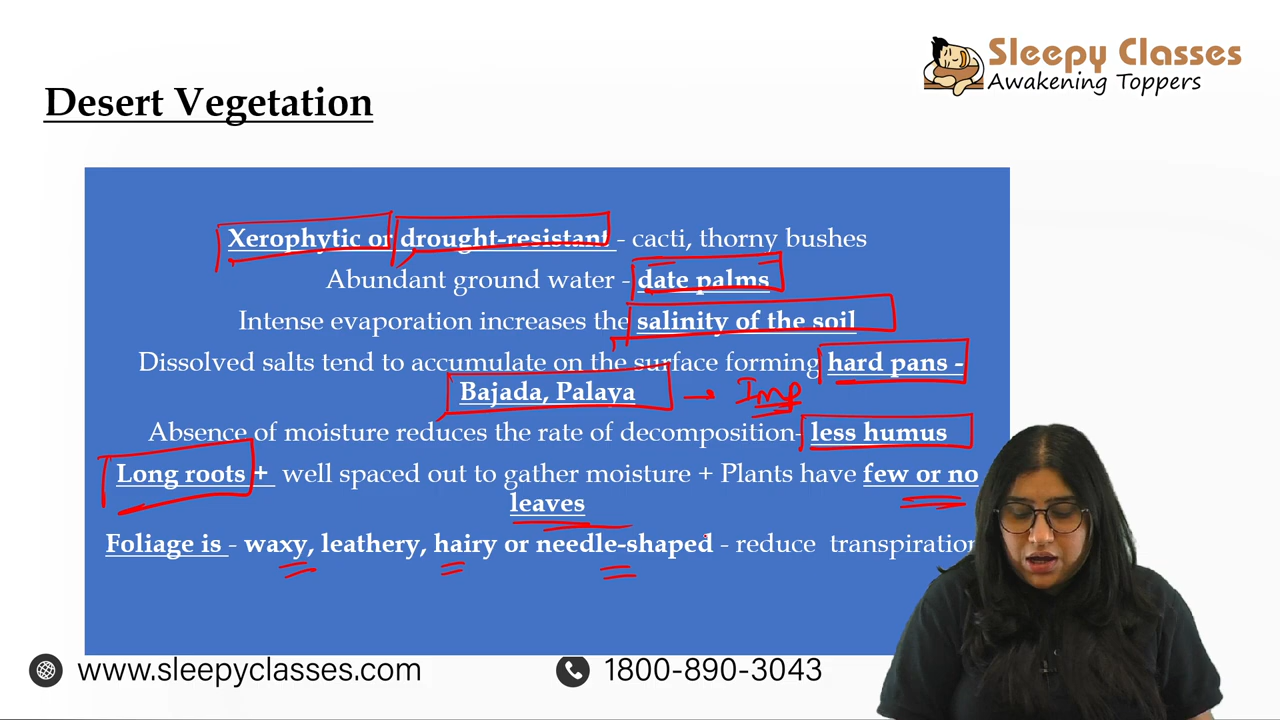 Sleepy Classes
Awakening Toppers
Desert Vegetation
Xerophytic or drought-resistant - cacti, thorny bushes
Abundant ground water - date palms
Intense evaporation increases the salinity of the soil
Dissolved salts tend to accumulate on the surface forming hard pans -
Bajada, Palaya → Imp
Absence of moisture reduces the rate of decomposition- less humus
Long roots + well spaced out to gather moisture + Plants have few or no
leaves
Foliage is - waxy, leathery, hairy or needle-shaped - reduce transpiration
www.sleepyclasses.com
1800-890-3043